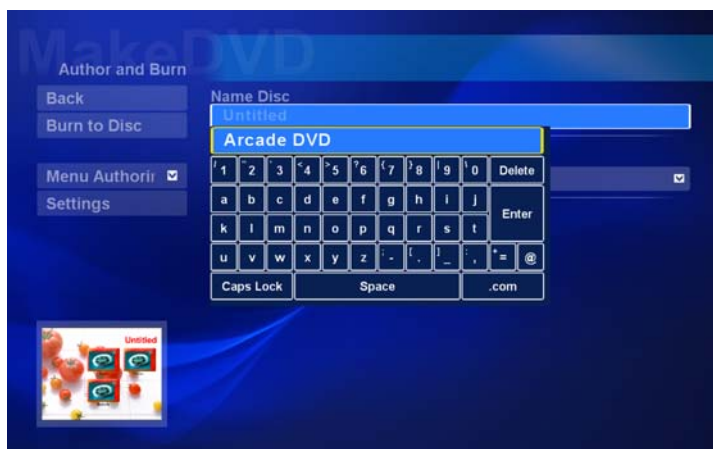 MakeDVD
Author and Burn
Back
Burn to Disc
Menu Authorir
Settings
Name Disc
Untitled
Arcade DVD
/ 1 " 2 ` 3 < 4 > 5 ? 6 { 7 } 8 | 9 \ 0 Delete
a b c d e f g h i j
Enter
k l m n o p q r s t
u v w x y z ; - [ . ] _ : , + = @
Caps Lock Space .com
Untitled